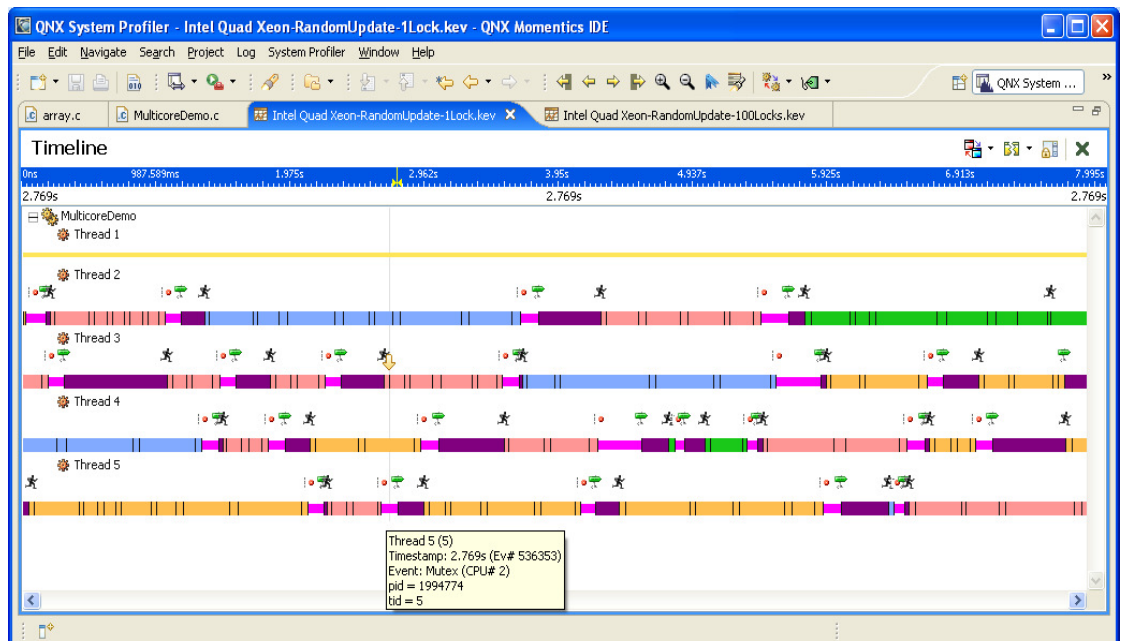 QNX System Profiler - Intel Quad Xeon-RandomUpdate-1Lock.kev - QNX Momentics IDE
File Edit Navigate Search Project Log System Profiler Window Help
QNX System ... »
array.c MulticoreDemo.c Intel Quad Xeon-RandomUpdate-1Lock.kev Intel Quad Xeon-RandomUpdate-100Locks.kev
Timeline
0ns 987.589ms 1.975s 2.962s 3.95s 4.937s 5.925s 6.913s 7.995s
2.769s 2.769s 2.769s
MulticoreDemo
Thread 1
Thread 2
Thread 3
Thread 4
Thread 5
Thread 5 (5)
Timestamp: 2.769s (Ev# 536353)
Event: Mutex (CPU# 2)
pid = 1994774
tid = 5